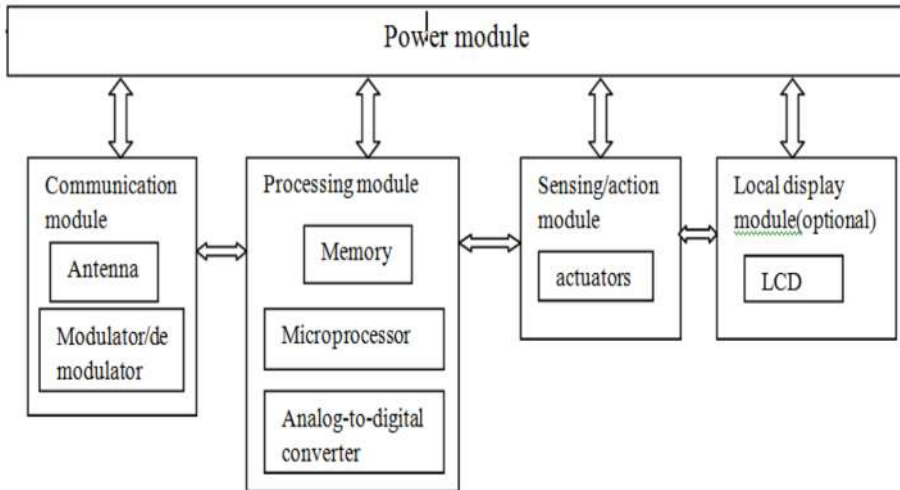 Power module
Communication
module
Antenna
Modulator/de
modulator
Processing module
Memory
Microprocessor
Analog-to-digital
converter
Sensing/action
module
actuators
Local display
module(optional)
LCD